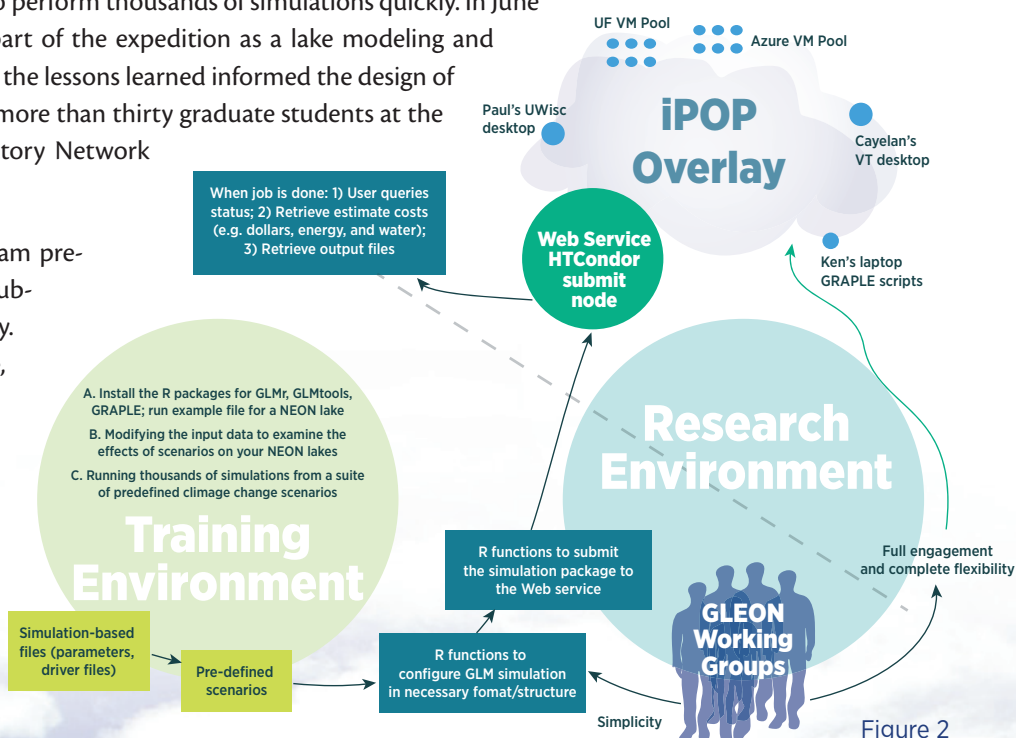 o perform thousands of simulations quickly. In June
part of the expedition as a lake modeling and
the lessons learned informed the design of
more than thirty graduate students at the
tory Network
am pre-
ub-
y.
UF VM Pool
Azure VM Pool
Paul's UWisc
desktop
iPOP
Overlay
Cayelan's
VT desktop
Ken's laptop
GRAPLE scripts
When job is done: 1) User queries
status; 2) Retrieve estimate costs
(e.g. dollars, energy, and water);
3) Retrieve output files
Web Service
HTCondor
submit
node
A. Install the R packages for GLMr, GLMtools,
GRAPLE; run example file for a NEON lake
B. Modifying the input data to examine the
effects of scenarios on your NEON lakes
C. Running thousands of simulations from a suite
of predefined climage change scenarios
Training
Environment
Research
Environment
R functions to submit
the simulation package to
the Web service
Full engagement
and complete flexibility
GLEON
Working
Groups
Simulation-based
files (parameters,
driver files)
Pre-defined
scenarios
R functions to
configure GLM simulation
in necessary fomat/structure
Simplicity
Figure 2